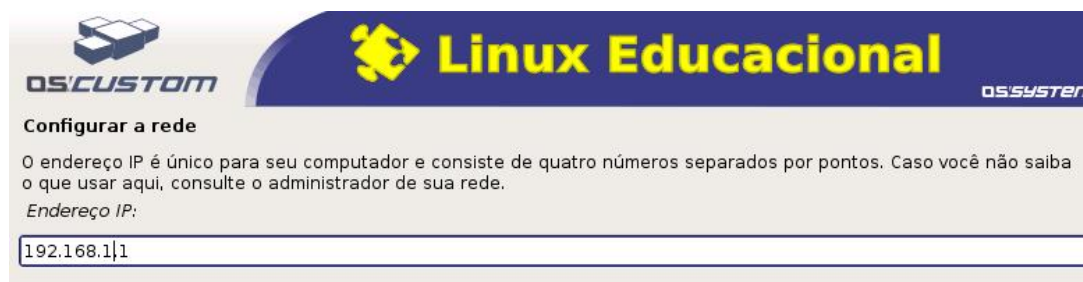 OS'CUSTOM
Linux Educacional
OS'SYSTEM
Configurar a rede
O endereço IP é único para seu computador e consiste de quatro números separados por pontos. Caso você não saiba
o que usar aqui, consulte o administrador de sua rede.
Endereço IP:
192.168.1.1